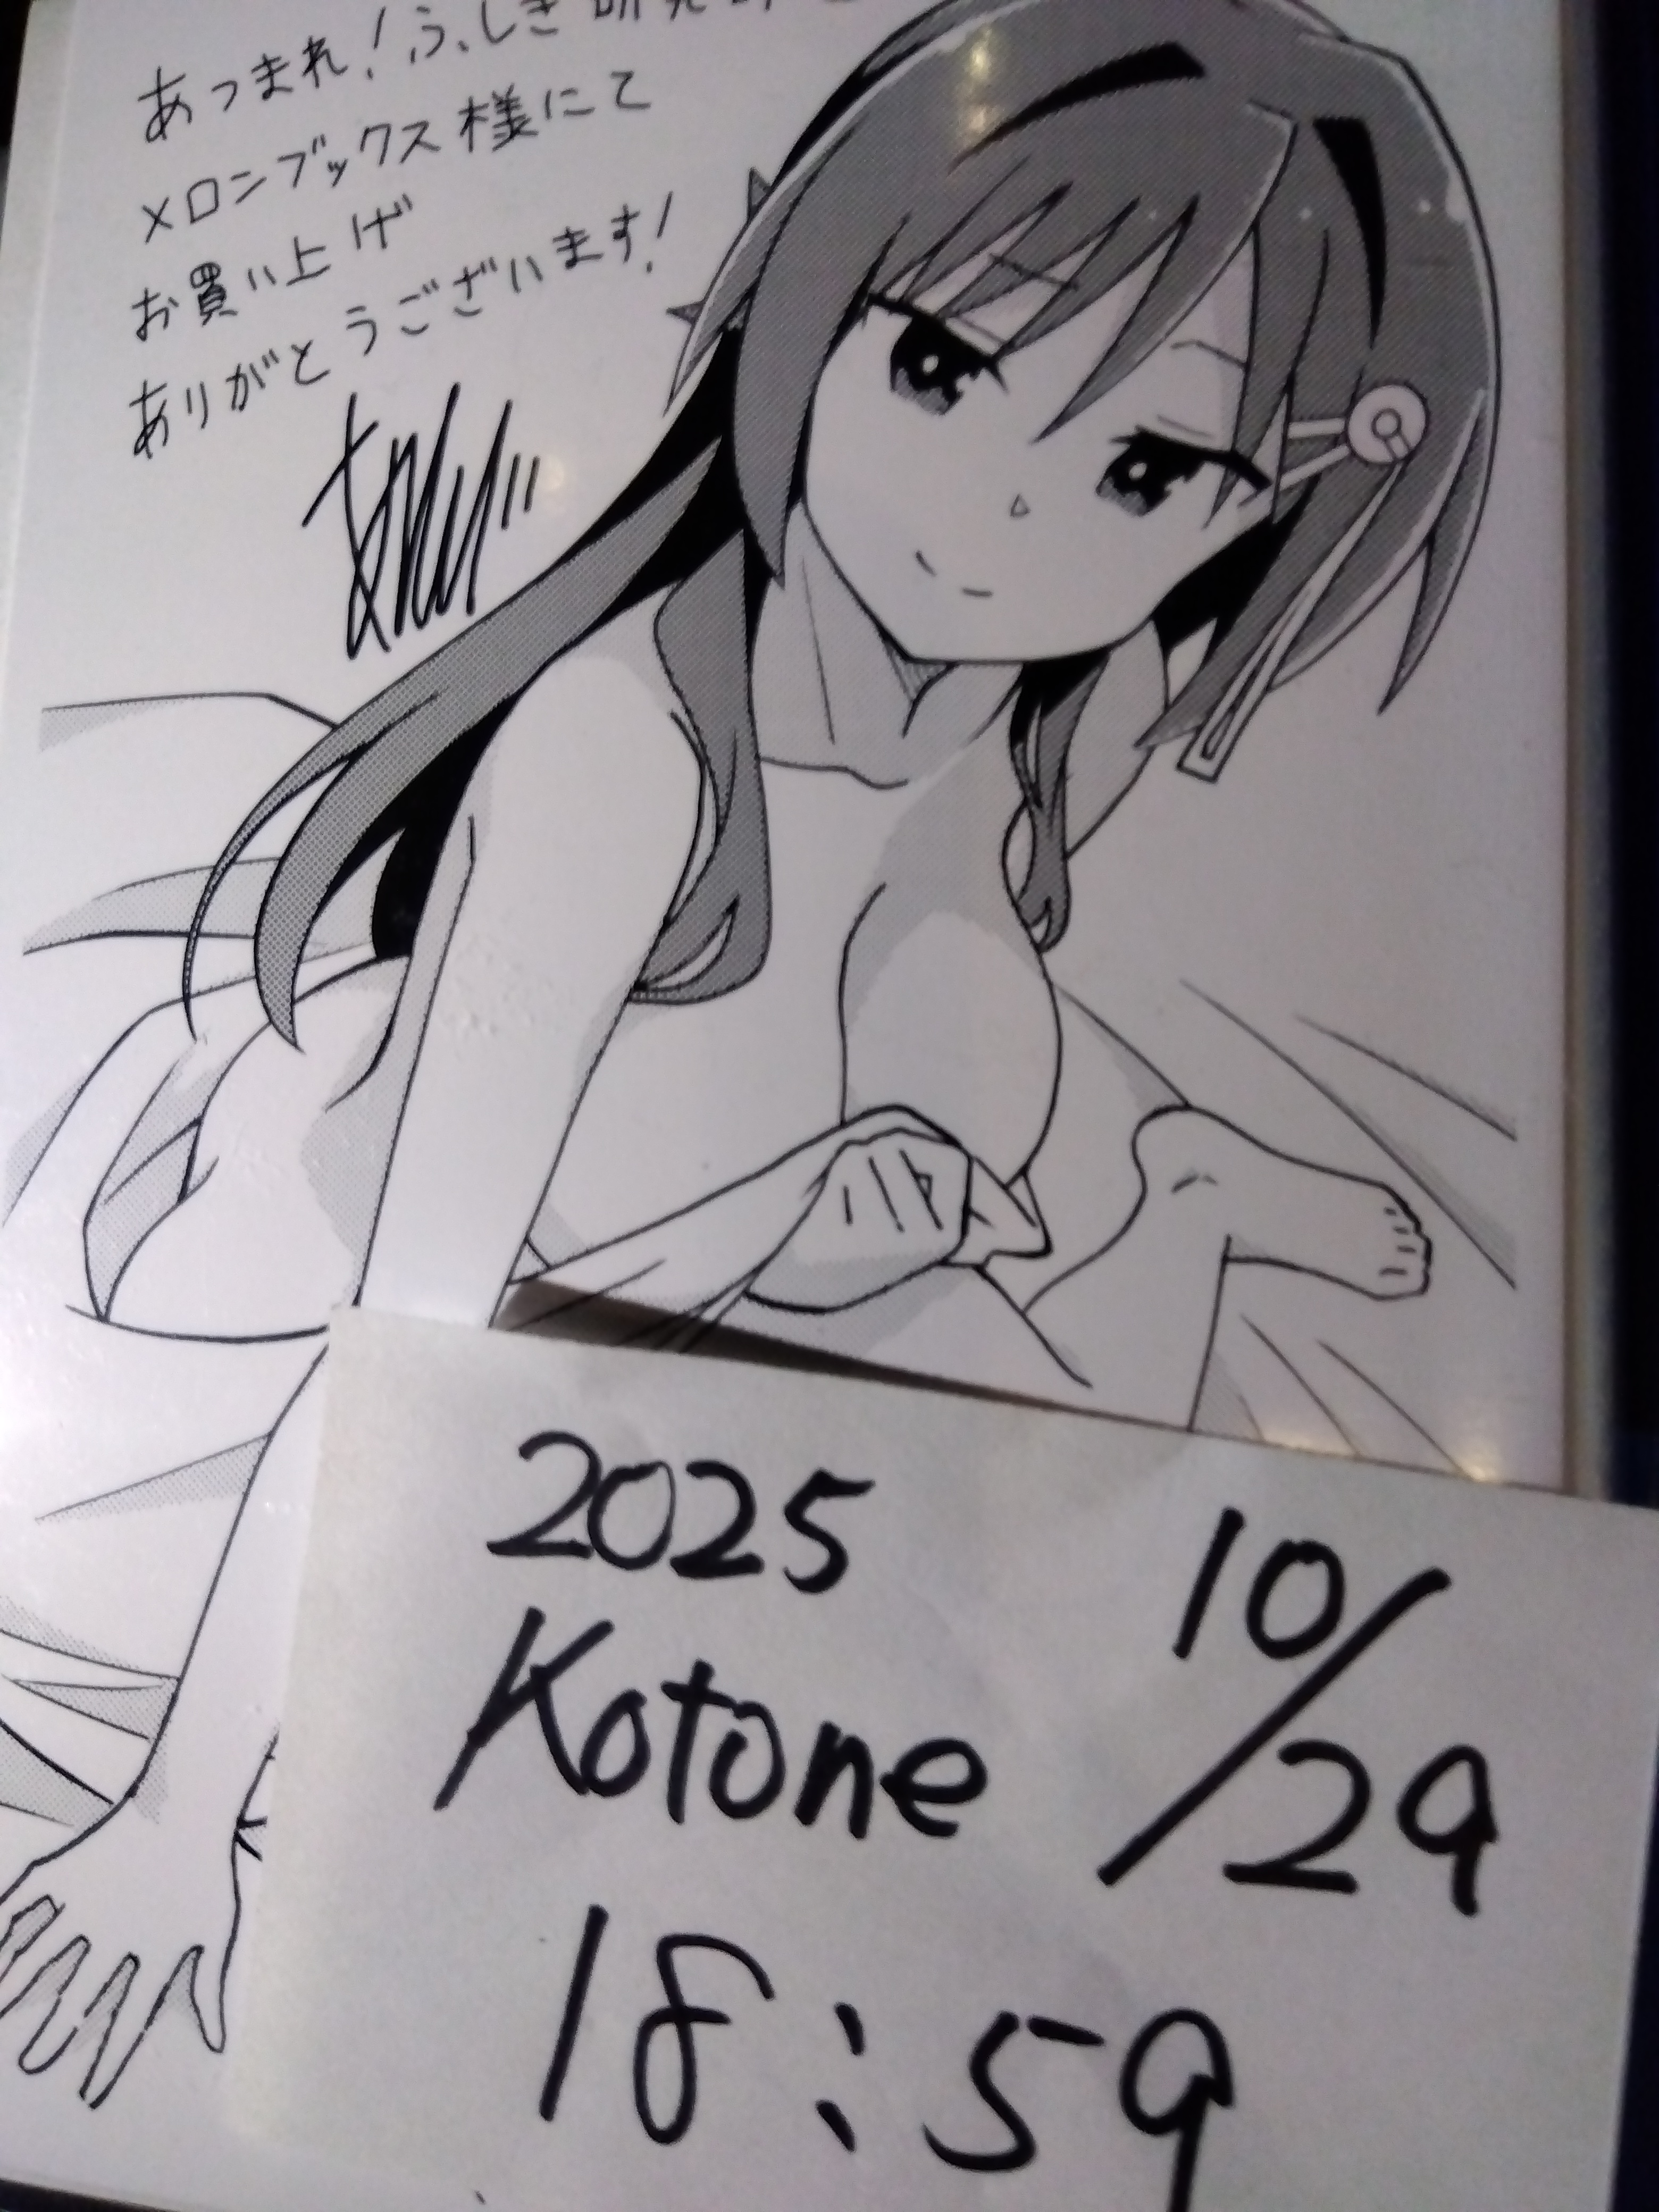 あつまれ!ふしぎ研究
メロンブックス様にて
お買い上げ
ありがとうございます!
2025 10/29
Kotone
18:59